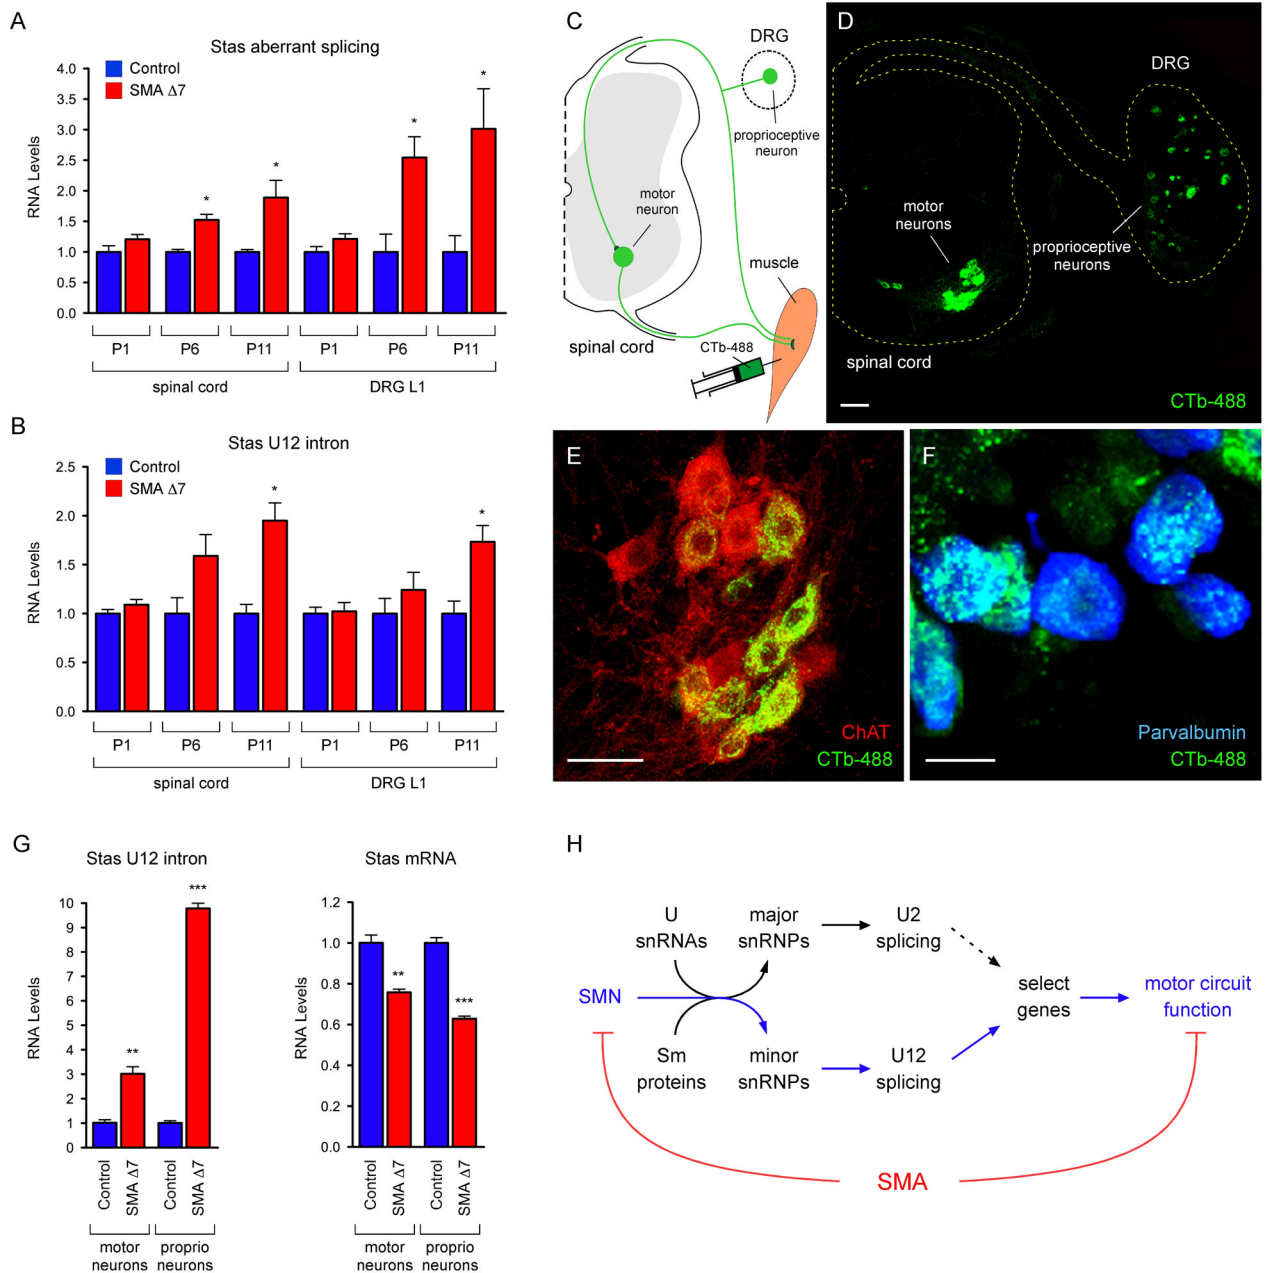 A
Stas aberrant splicing
Control
SMA Δ7
RNA Levels
4.0
3.5
3.0
2.5
2.0
1.5
1.0
0.5
0.0
*
*
*
*
P1
P6
P11
P1
P6
P11
spinal cord
DRG L1
B
Stas U12 intron
Control
SMA Δ7
RNA Levels
2.5
2.0
1.5
1.0
0.5
0.0
*
*
P1
P6
P11
P1
P6
P11
spinal cord
DRG L1
C
DRG
proprioceptive
neuron
motor
neuron
muscle
CTb-488
spinal cord
D
DRG
motor
neurons
proprioceptive
neurons
spinal cord
CTb-488
E
ChAT
CTb-488
F
Parvalbumin
CTb-488
G
Stas U12 intron
RNA Levels
10
9
8
7
6
5
4
3
2
1
0
**
***
Control
SMA Δ7
Control
SMA Δ7
motor
neurons
proprio
neurons
Stas mRNA
RNA Levels
1.2
1.0
0.8
0.6
0.4
0.2
0.0
**
***
Control
SMA Δ7
Control
SMA Δ7
motor
neurons
proprio
neurons
H
U
snRNAs
major
snRNPs
U2
splicing
SMN
select
genes
motor circuit
function
Sm
proteins
minor
snRNPs
U12
splicing
SMA